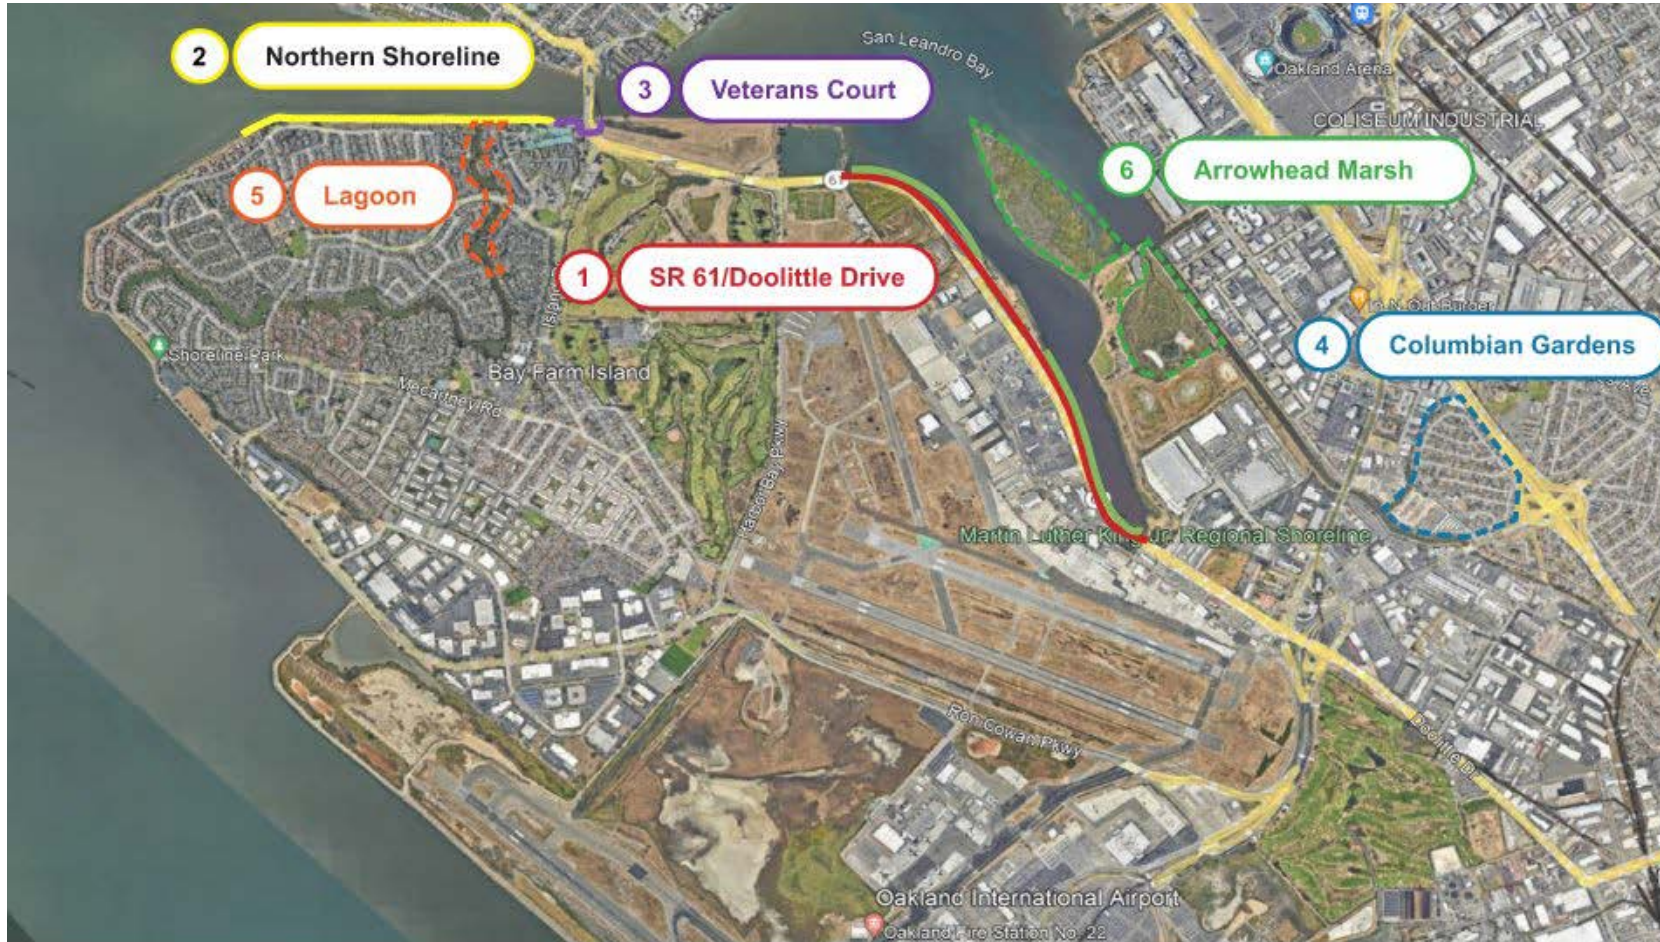 2
Northern Shoreline
3
Veterans Court
San Leandro Bay
Oakland Arena
COLISEUM INDUSTRIAL
6
Arrowhead Marsh
5
Lagoon
61
1
SR 61/Doolittle Drive
4
Columbian Gardens
Shoreline Park
Bay Farm Island
Mecartney Rd
Harbor Bay Pkwy
Martin Luther King Jr. Regional Shoreline
Ron Cowan Pkwy
Doolittle Dr
Oakland International Airport
Oakland Fire Station No. 22